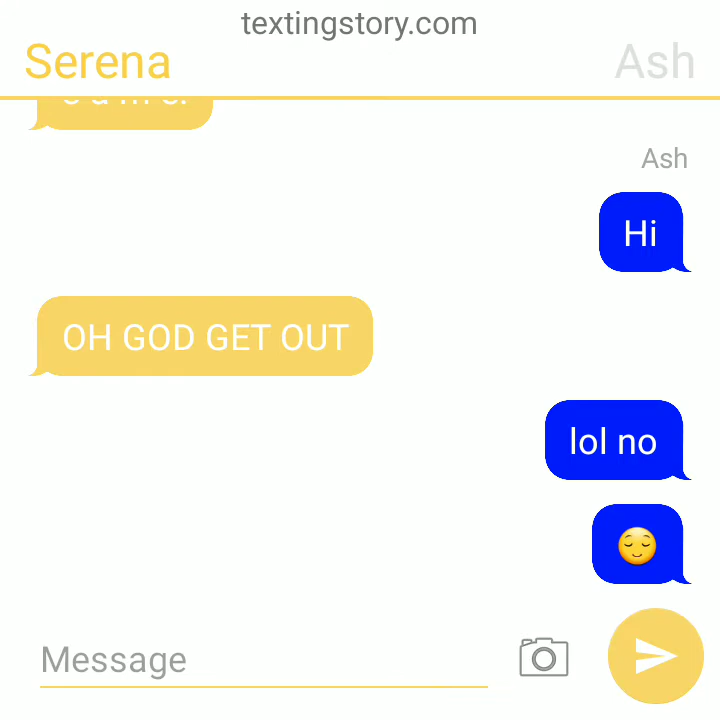 textingstory.com
Serena
Ash
Ash
Hi
OH GOD GET OUT
lol no
Message